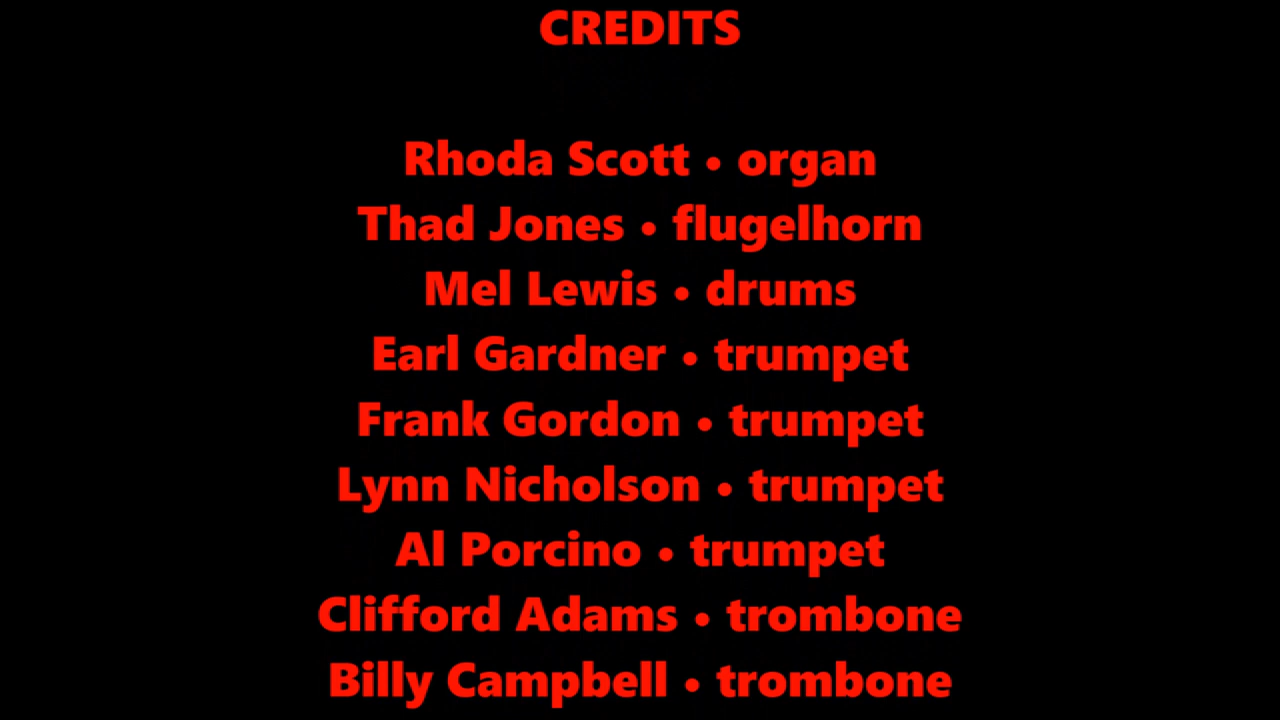 CREDITS
Rhoda Scott • organ
Thad Jones • flugelhorn
Mel Lewis • drums
Earl Gardner • trumpet
Frank Gordon • trumpet
Lynn Nicholson • trumpet
Al Porcino • trumpet
Clifford Adams • trombone
Billy Campbell • trombone